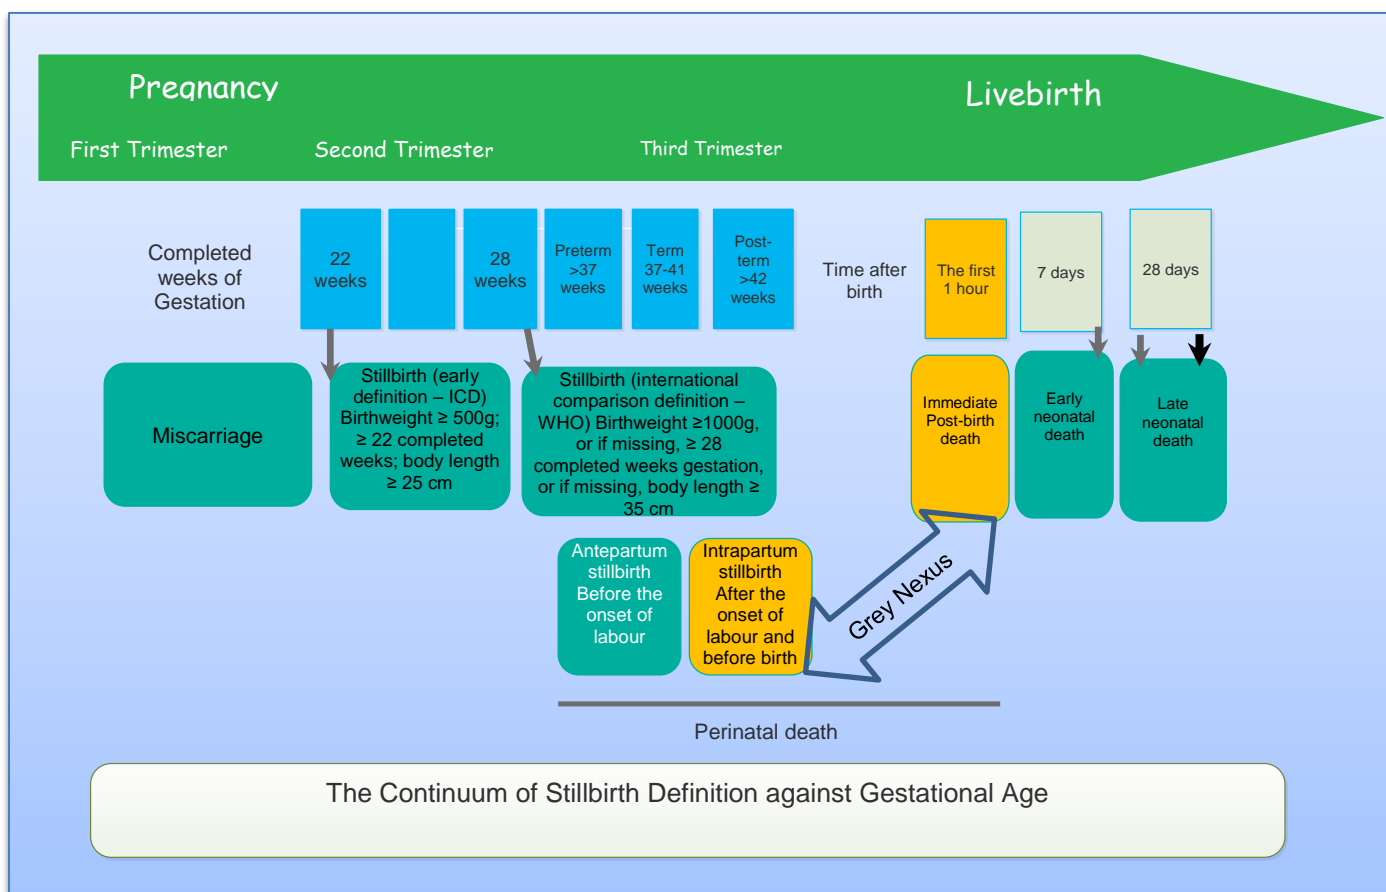 Pregnancy
Livebirth
First Trimester
Second Trimester
Third Trimester
Completed
weeks of
Gestation
22
weeks
28
weeks
Preterm
>37
weeks
Term
37-41
weeks
Post-
term
>42
weeks
Time after
birth
The first
1 hour
7 days
28 days
Miscarriage
Stillbirth (early
definition – ICD)
Birthweight ≥ 500g;
≥ 22 completed
weeks; body length
≥ 25 cm
Stillbirth (international
comparison definition –
WHO) Birthweight ≥1000g,
or if missing, ≥ 28
completed weeks gestation,
or if missing, body length ≥
35 cm
Immediate
Post-birth
death
Early
neonatal
death
Late
neonatal
death
Antepartum
stillbirth
Before the
onset of
labour
Intrapartum
stillbirth
After the
onset of
labour and
before birth
Grey Nexus
Perinatal death
The Continuum of Stillbirth Definition against Gestational Age